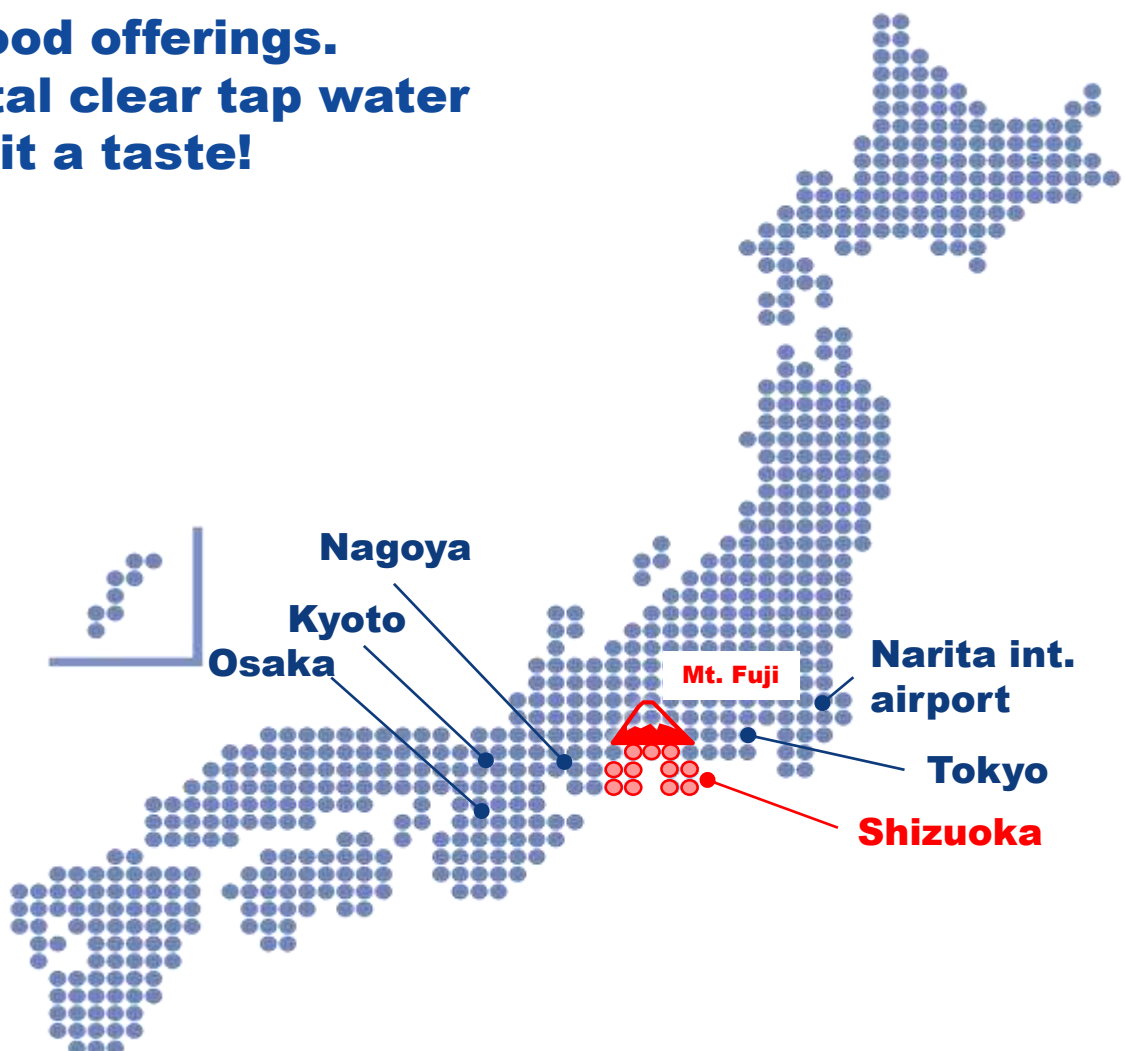 ood offerings.
tal clear tap water
it a taste!
Nagoya
Kyoto
Osaka
Mt. Fuji
Narita int.
airport
Tokyo
Shizuoka